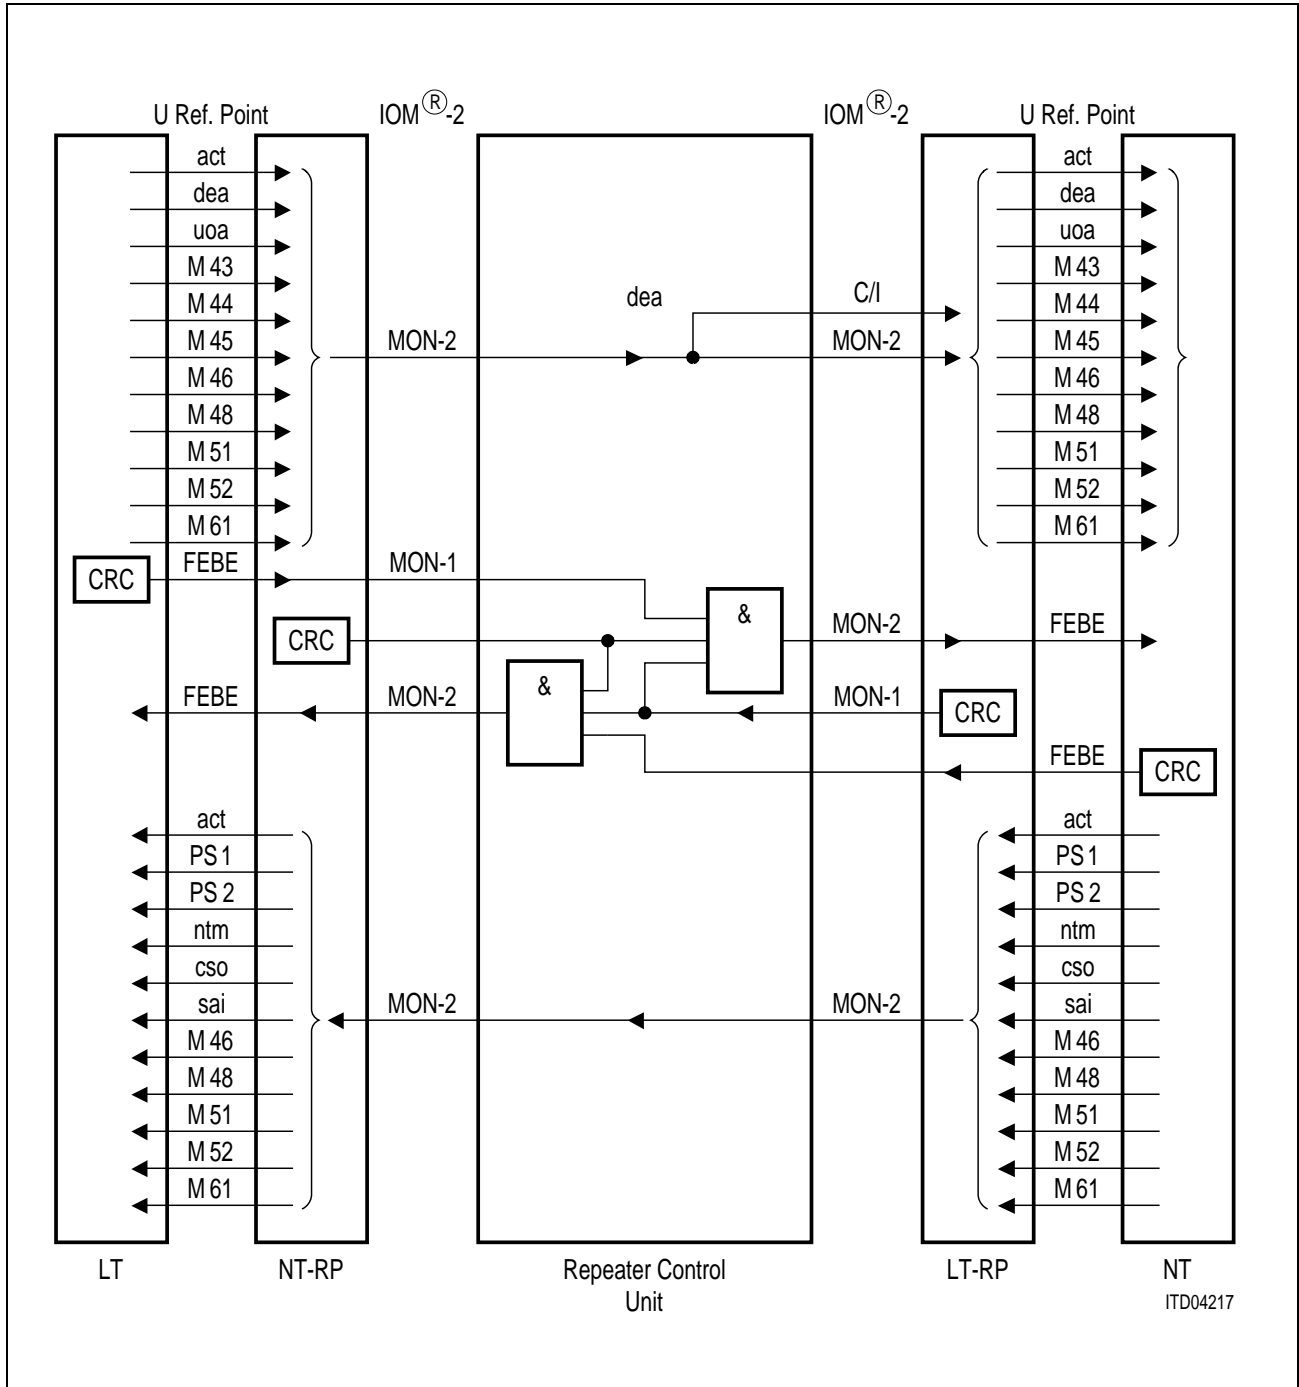 U Ref. Point IOM®-2 IOM®-2 U Ref. Point
act act
dea dea
uoa uoa
M 43 M 43
M 44 dea C/I M 44
M 45 MON-2 MON-2 M 45
M 46 M 46
M 48 M 48
M 51 M 51
M 52 M 52
M 61 M 61
CRC FEBE MON-1
CRC & MON-2 FEBE
FEBE MON-2 & MON-1 CRC
FEBE CRC
act act
PS 1 PS 1
PS 2 PS 2
ntm ntm
cso cso
sai MON-2 MON-2 sai
M 46 M 46
M 48 M 48
M 51 M 51
M 52 M 52
M 61 M 61
LT NT-RP Repeater Control LT-RP NT
Unit ITD04217